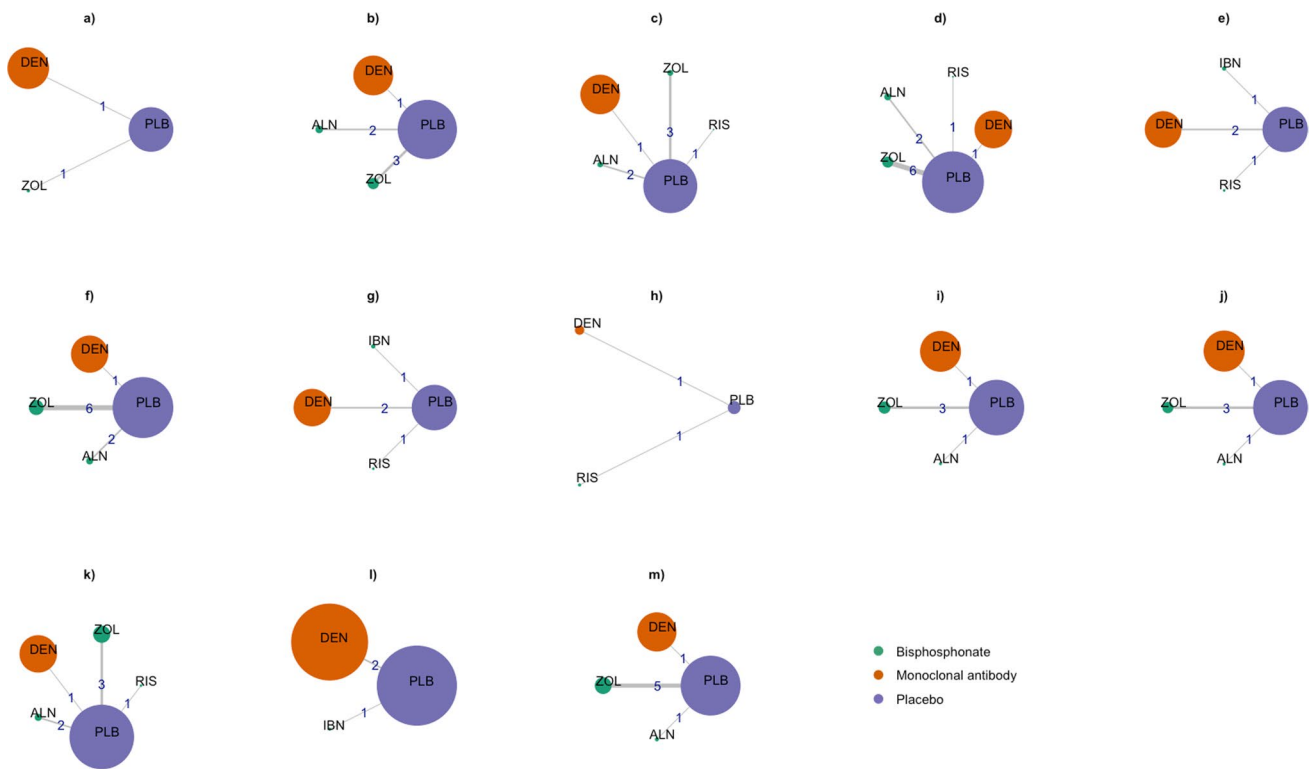 a)
DEN
1
PLB
1
ZOL
b)
DEN
1
ALN
2
PLB
3
ZOL
c)
ZOL
DEN
3
RIS
1
1
ALN
2
PLB
d)
RIS
ALN
DEN
2
1
1
ZOL
6
PLB
e)
IBN
1
DEN
2
PLB
1
RIS
f)
DEN
1
ZOL
6
PLB
2
ALN
g)
IBN
1
DEN
2
PLB
1
RIS
h)
DEN
1
PLB
1
RIS
i)
DEN
1
ZOL
3
PLB
1
ALN
j)
DEN
1
ZOL
3
PLB
1
ALN
k)
ZOL
DEN
3
RIS
1
1
ALN
2
PLB
l)
DEN
2
PLB
1
IBN
m)
DEN
1
ZOL
5
PLB
1
ALN
Bisphosphonate
Monoclonal antibody
Placebo